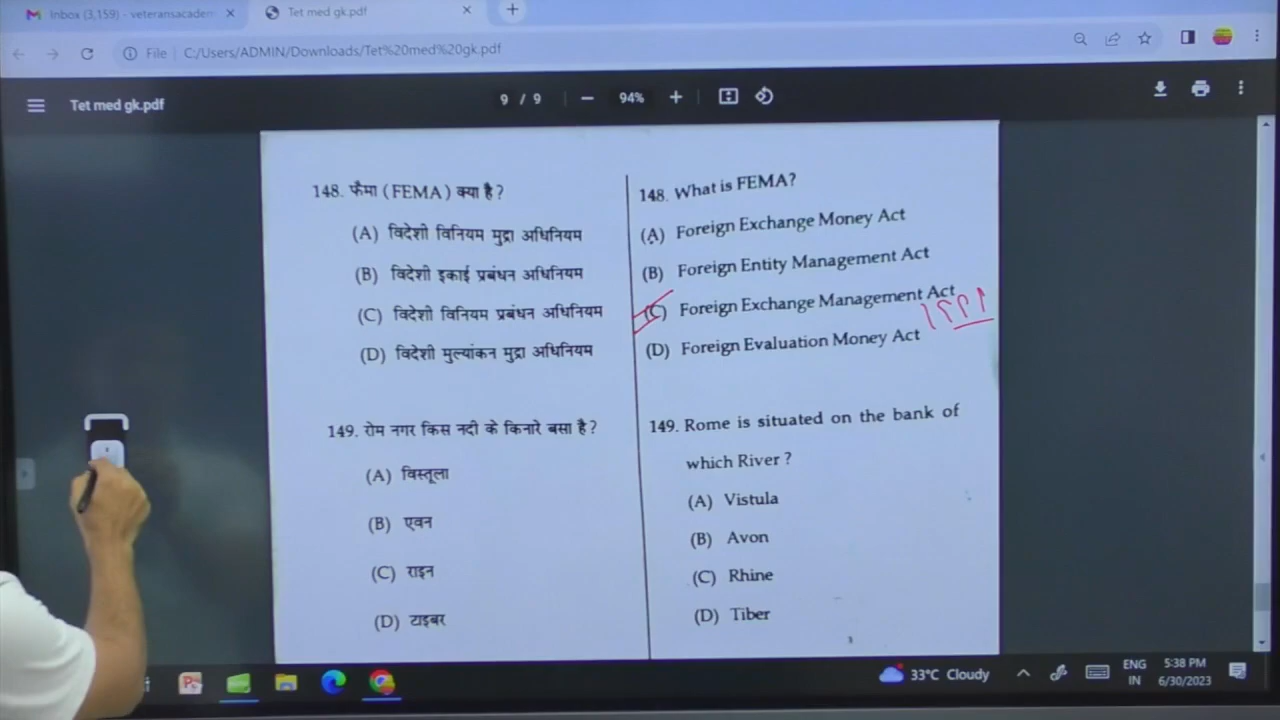 Inbox (3,159) - veteransacadem
Tet med gk.pdf
File C:/Users/ADMIN/Downloads/Tet%20med%20gk.pdf
Tet med gk.pdf
9 / 9
94%
148. फैमा (FEMA) क्या है?
(A) विदेशी विनियम मुद्रा अधिनियम
(B) विदेशी इकाई प्रबंधन अधिनियम
(C) विदेशी विनियम प्रबंधन अधिनियम
(D) विदेशी मुल्यांकन मुद्रा अधिनियम
149. रोम नगर किस नदी के किनारे बसा है?
(A) विस्तूला
(B) एवन
(C) राइन
(D) टाइबर
148. What is FEMA?
(A) Foreign Exchange Money Act
(B) Foreign Entity Management Act
(C) Foreign Exchange Management Act
(D) Foreign Evaluation Money Act
149. Rome is situated on the bank of
which River ?
(A) Vistula
(B) Avon
(C) Rhine
(D) Tiber
33°C Cloudy
ENG
IN
5:38 PM
6/30/2023